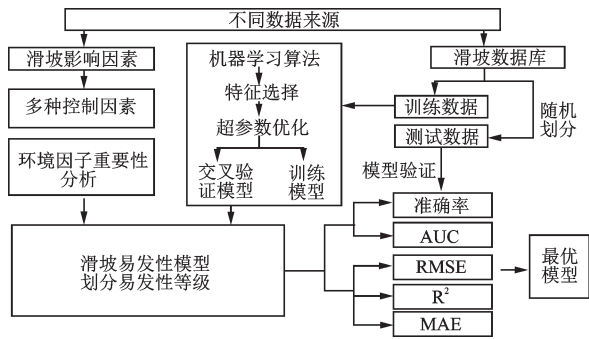 不同数据来源
滑坡影响因素
多种控制因素
环境因子重要性
分析
机器学习算法
特征选择
超参数优化
交叉验
证模型
训练
模型
滑坡数据库
训练数据
测试数据
随机
划分
模型验证
滑坡易发性模型
划分易发性等级
准确率
AUC
RMSE
R²
MAE
最优
模型